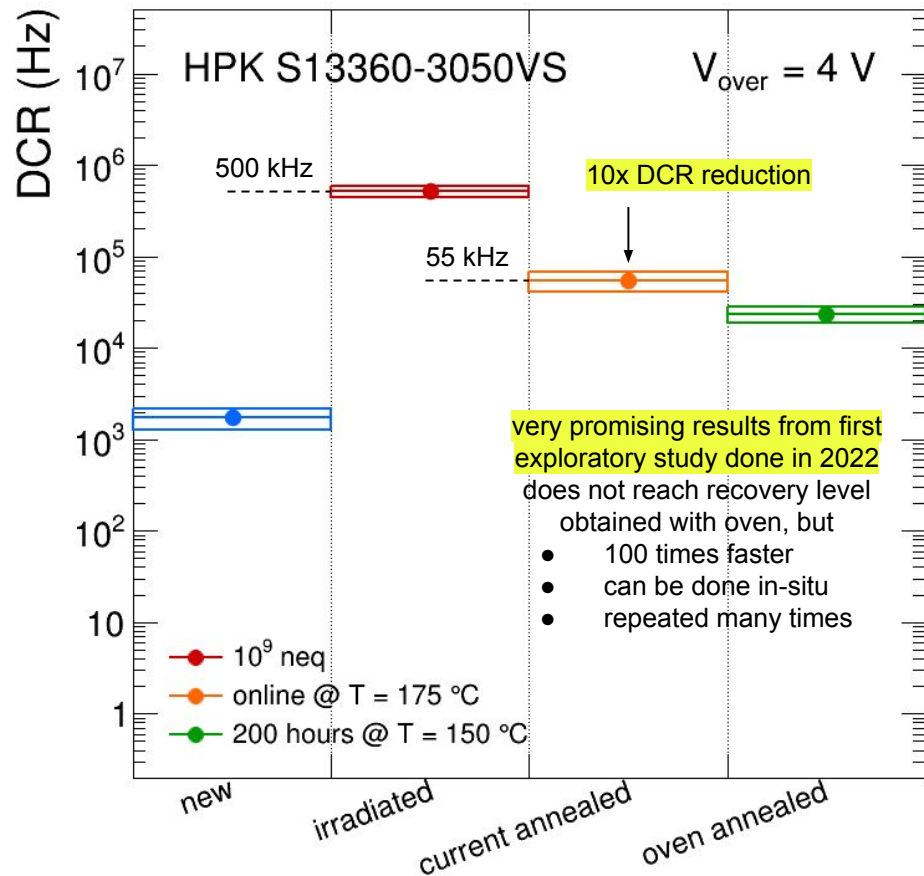 DCR (Hz)
HPK S13360-3050VS
V_over = 4 V
10^7
10^6
10^5
10^4
10^3
10^2
10
1
500 kHz
10x DCR reduction
55 kHz
very promising results from first
exploratory study done in 2022
does not reach recovery level
obtained with oven, but
● 100 times faster
● can be done in-situ
● repeated many times
10^9 neq
online @ T = 175 °C
200 hours @ T = 150 °C
new
irradiated
current annealed
oven annealed